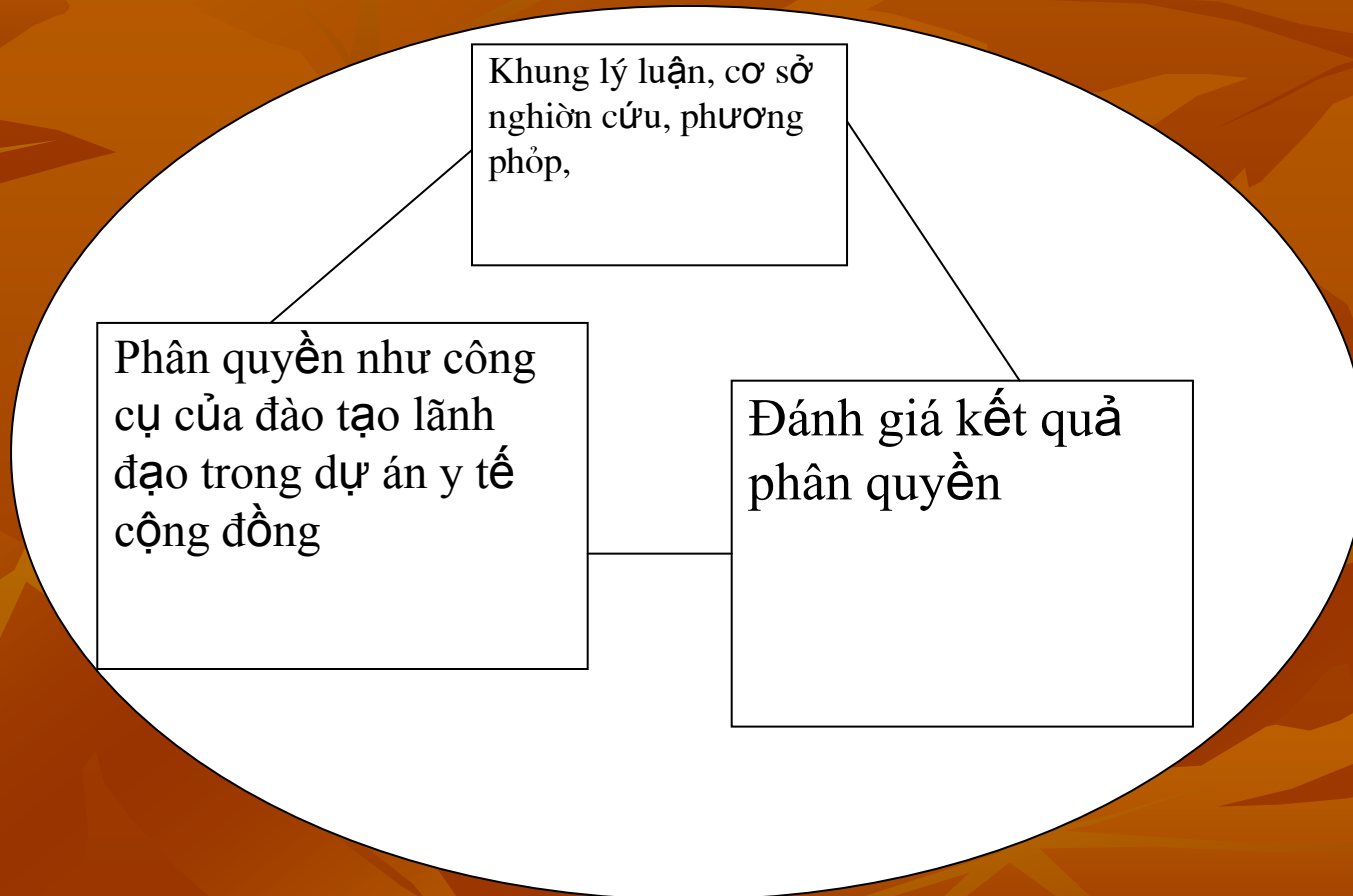 Khung lý luận, cơ sở
nghiờn cứu, phương
phỏp,
Phân quyền như công
cụ của đào tạo lãnh
đạo trong dự án y tế
cộng đồng
Đánh giá kết quả
phân quyền